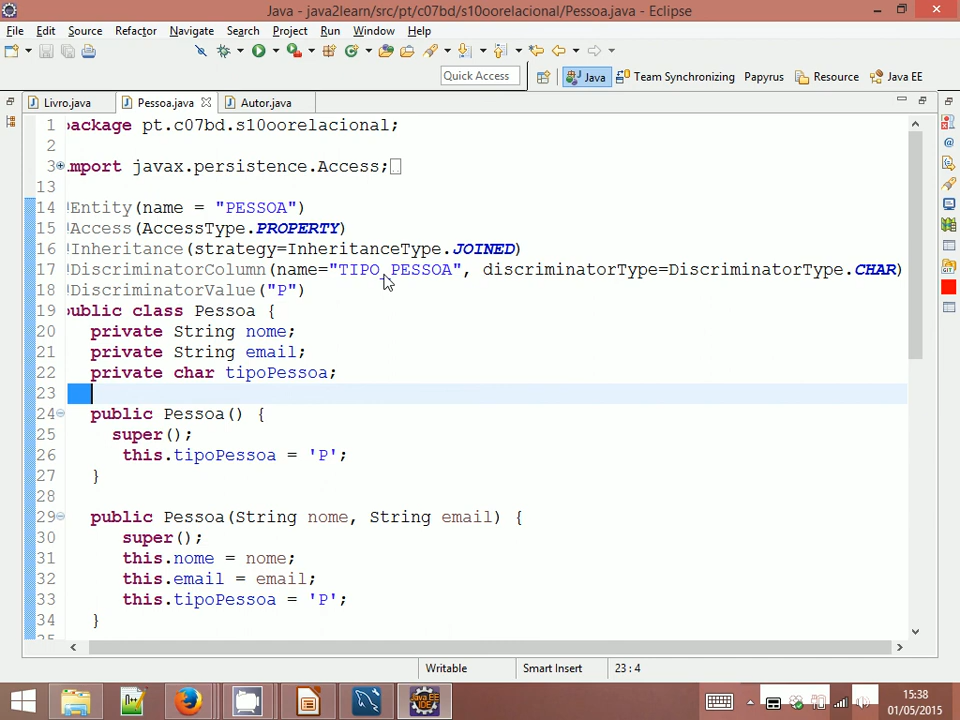 Java - java2learn/src/pt/c07bd/s10oorelacional/Pessoa.java - Eclipse
File Edit Source Refactor Navigate Search Project Run Window Help
Quick Access Java Team Synchronizing Papyrus Resource Java EE
Livro.java Pessoa.java Autor.java
1 package pt.c07bd.s10oorelacional;
2
3 mport javax.persistence.Access;
13
14 Entity(name = "PESSOA")
15 Access(AccessType.PROPERTY)
16 Inheritance(strategy=InheritanceType.JOINED)
17 DiscriminatorColumn(name="TIPO_PESSOA", discriminatorType=DiscriminatorType.CHAR)
18 DiscriminatorValue("P")
19 public class Pessoa {
20 private String nome;
21 private String email;
22 private char tipoPessoa;
23
24 public Pessoa() {
25 super();
26 this.tipoPessoa = 'P';
27 }
28
29 public Pessoa(String nome, String email) {
30 super();
31 this.nome = nome;
32 this.email = email;
33 this.tipoPessoa = 'P';
34 }
Writable Smart Insert 23 : 4
Java EE
IDE
15:38
01/05/2015